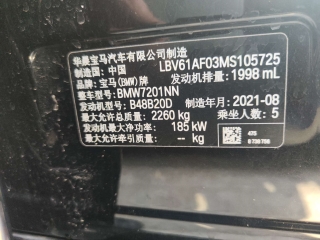 华晨宝马汽车有限公司制造
制造国: 中国 LBV61AF03MS105725
品牌: 宝马(BMW)牌 发动机排量: 1998 mL
整车型号: BMW7201NN
发动机型号: B48B20D 制造年月: 2021-08
最大允许总质量: 2260 kg 乘坐人数: 5
发动机最大净功率: 185 kW
最大允许牵引质量: -- kg
475